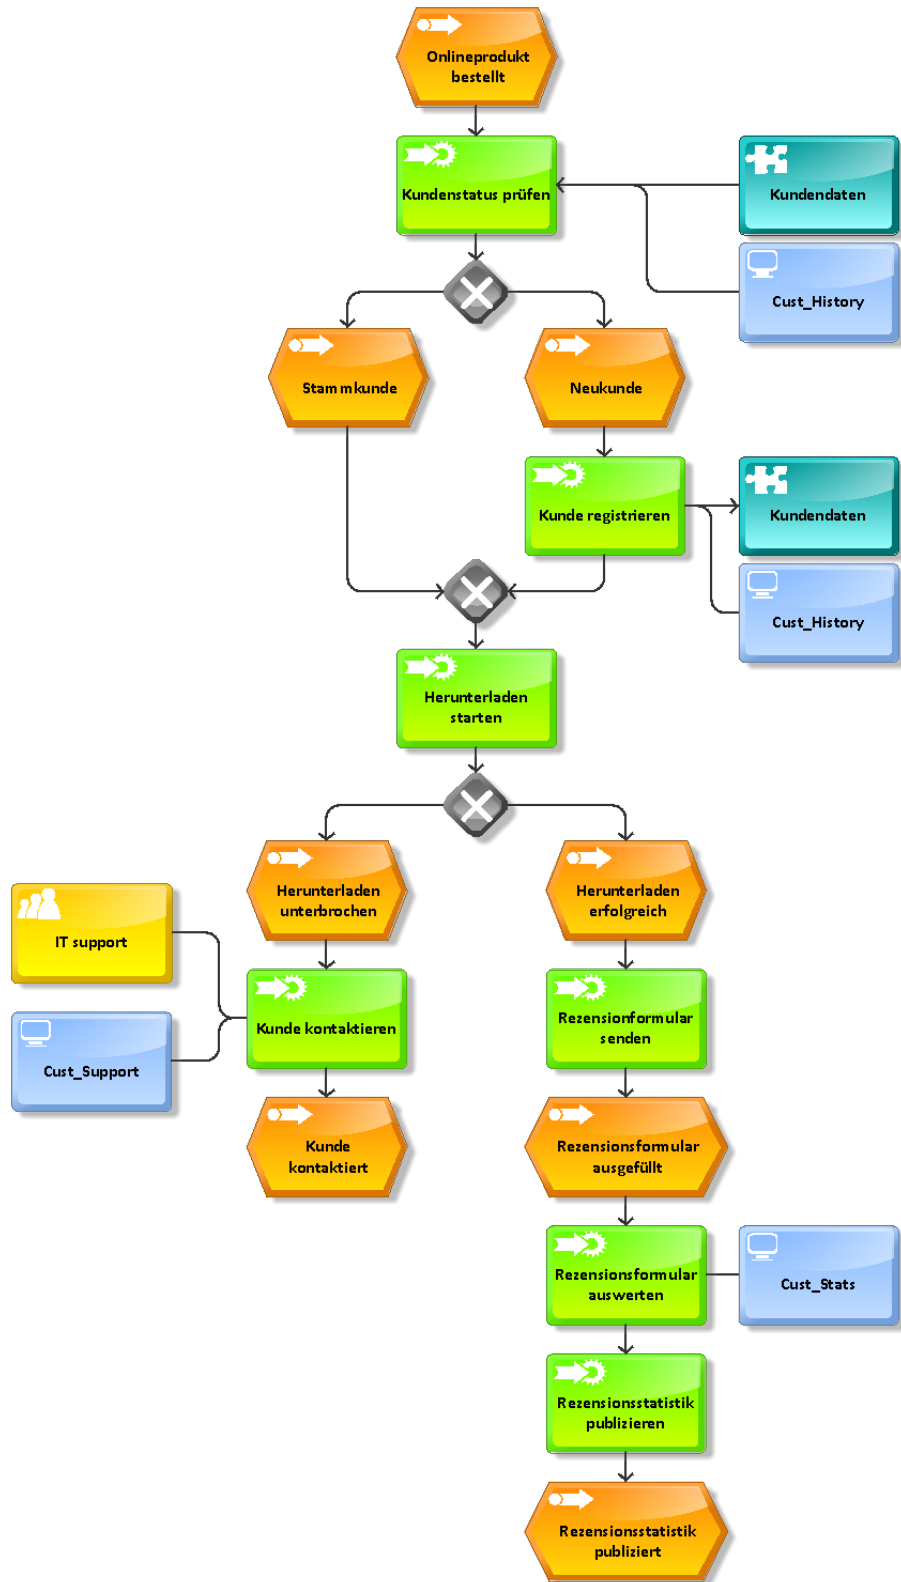 Onlineprodukt
bestellt
Kundenstatus prüfen
Kundendaten
Cust_History
Stammkunde
Neukunde
Kunde registrieren
Kundendaten
Cust_History
Herunterladen
starten
Herunterladen
unterbrochen
Herunterladen
erfolgreich
IT support
Cust_Support
Kunde kontaktieren
Rezensionformular
senden
Kunde
kontaktiert
Rezensionsformular
ausgefüllt
Rezensionsformular
auswerten
Cust_Stats
Rezensionsstatistik
publizieren
Rezensionsstatistik
publiziert